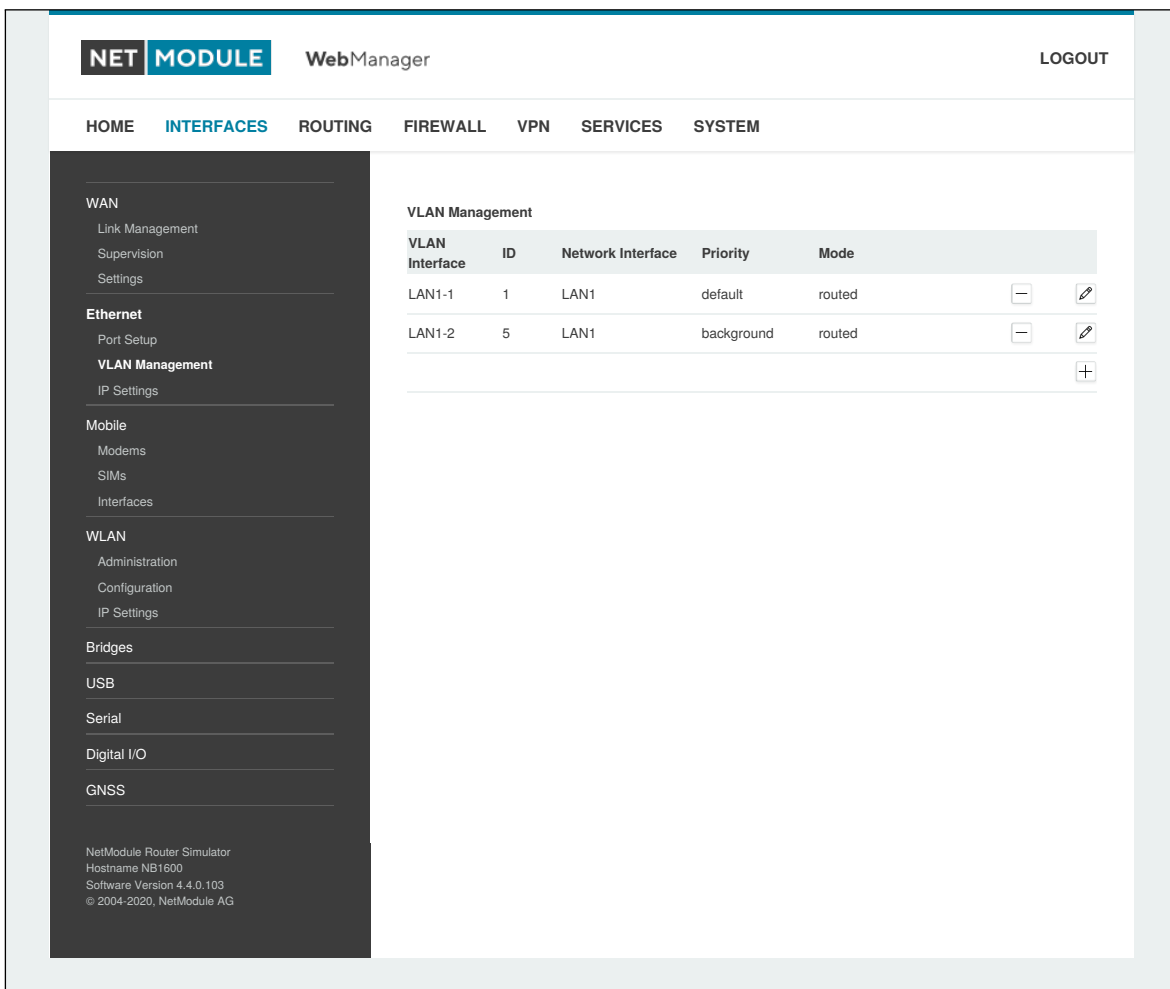 NET MODULE WebManager LOGOUT
HOME INTERFACES ROUTING FIREWALL VPN SERVICES SYSTEM
WAN
Link Management
Supervision
Settings
Ethernet
Port Setup
VLAN Management
IP Settings
Mobile
Modems
SIMs
Interfaces
WLAN
Administration
Configuration
IP Settings
Bridges
USB
Serial
Digital I/O
GNSS
NetModule Router Simulator
Hostname NB1600
Software Version 4.4.0.103
© 2004-2020, NetModule AG
VLAN Management
VLAN Interface ID Network Interface Priority Mode
LAN1-1 1 LAN1 default routed
LAN1-2 5 LAN1 background routed